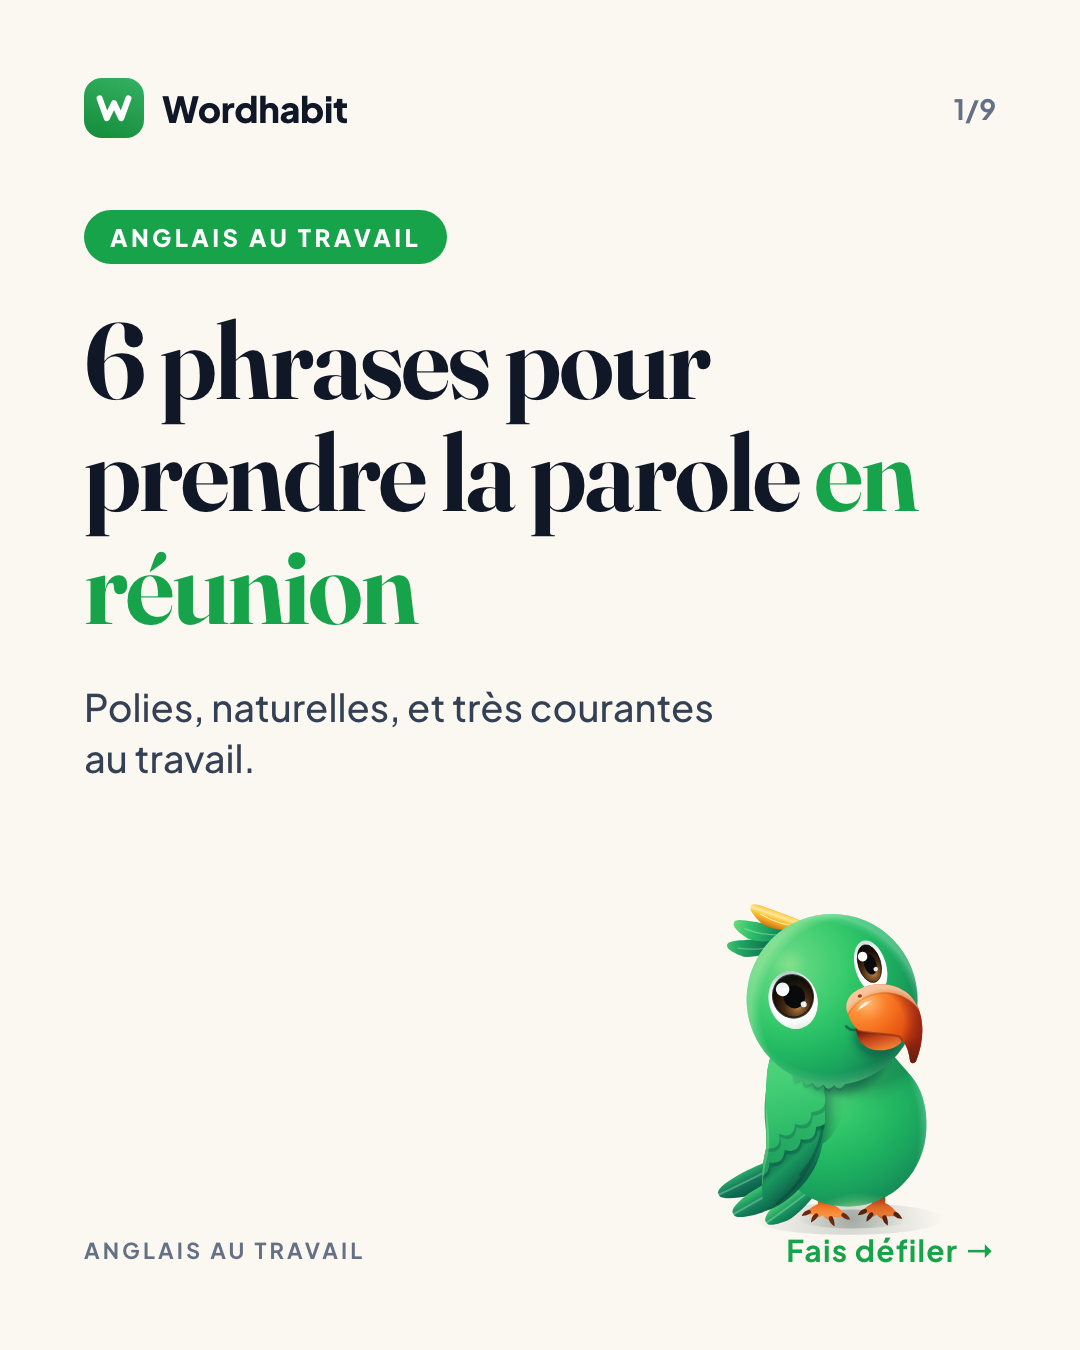 Wordhabit
1/9
ANGLAIS AU TRAVAIL
6 phrases pour
prendre la parole en
réunion
Polies, naturelles, et très courantes
au travail.
ANGLAIS AU TRAVAIL
Fais défiler →